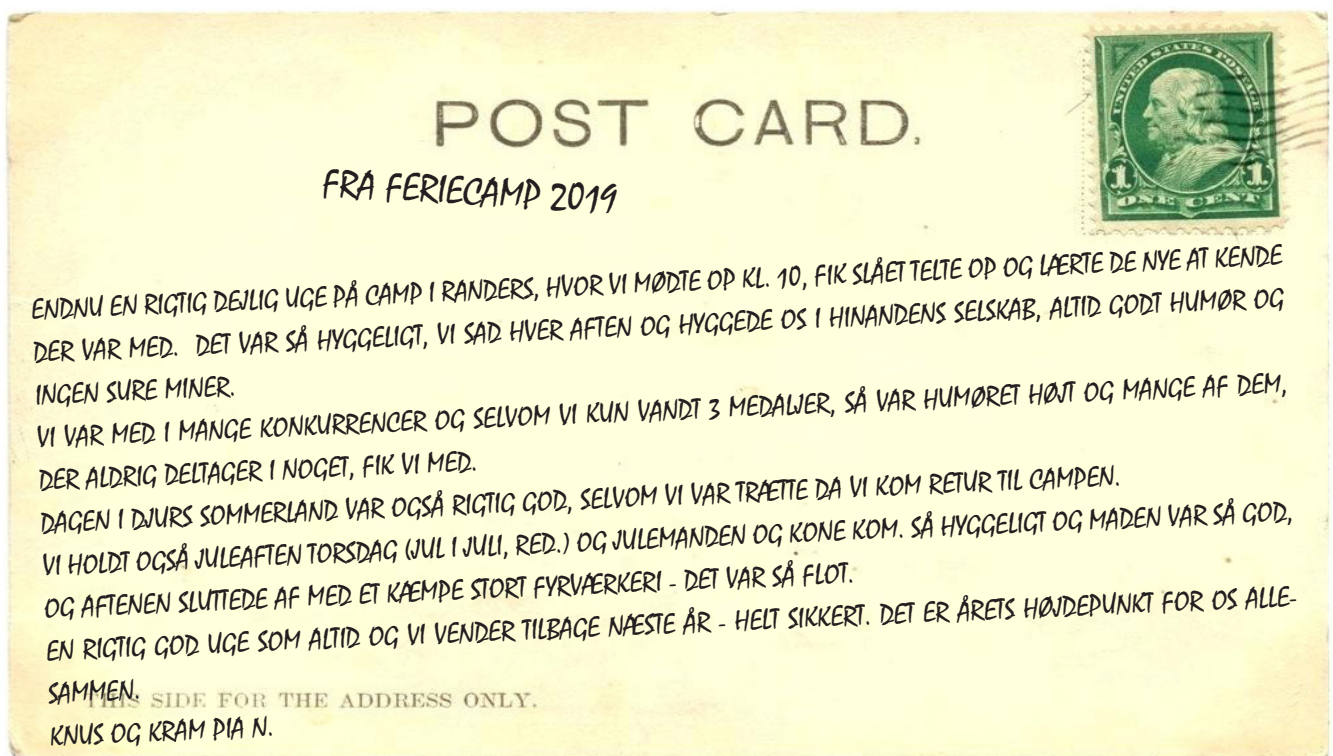 UNITED STATES POSTAGE
POST CARD.
1 1
ONE CENT
FRA FERIECAMP 2019
ENDNU EN RIGTIG DEJLIG UGE PÅ CAMP I RANDERS, HVOR VI MØDTE OP KL. 10, FIK SLÅET TELTE OP OG LÆRTE DE NYE AT KENDE
DER VAR MED. DET VAR SÅ HYGGELIGT, VI SAD HVER AFTEN OG HYGGEDE OS I HINANDENS SELSKAB, ALTID GODT HUMØR OG
INGEN SURE MINER.
VI VAR MED I MANGE KONKURRENCER OG SELVOM VI KUN VANDT 3 MEDALJER, SÅ VAR HUMØRET HØJT OG MANGE AF DEM,
DER ALDRIG DELTAGER I NOGET, FIK VI MED.
DAGEN I DJURS SOMMERLAND VAR OGSÅ RIGTIG GOD, SELVOM VI VAR TRÆTTE DA VI KOM RETUR TIL CAMPEN.
VI HOLDT OGSÅ JULEAFTEN TORSDAG (JUL I JULI, RED.) OG JULEMANDEN OG KONE KOM. SÅ HYGGELIGT OG MADEN VAR SÅ GOD,
OG AFTENEN SLUTTEDE AF MED ET KÆMPE STORT FYRVÆRKERI - DET VAR SÅ FLOT.
EN RIGTIG GOD UGE SOM ALTID OG VI VENDER TILBAGE NÆSTE ÅR - HELT SIKKERT. DET ER ÅRETS HØJDEPUNKT FOR OS ALLE-
SAMMEN.
THIS SIDE FOR THE ADDRESS ONLY.
KNUS OG KRAM PIA N.